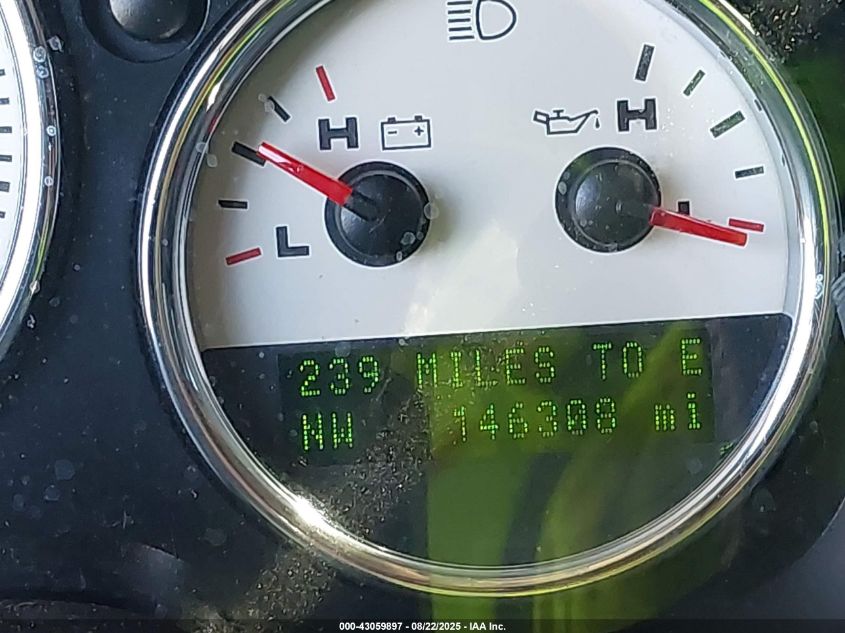 H H
L L
239 MILES TO E
NW 146308 mi
000-43059897 - 08/22/2025 - IAA Inc.